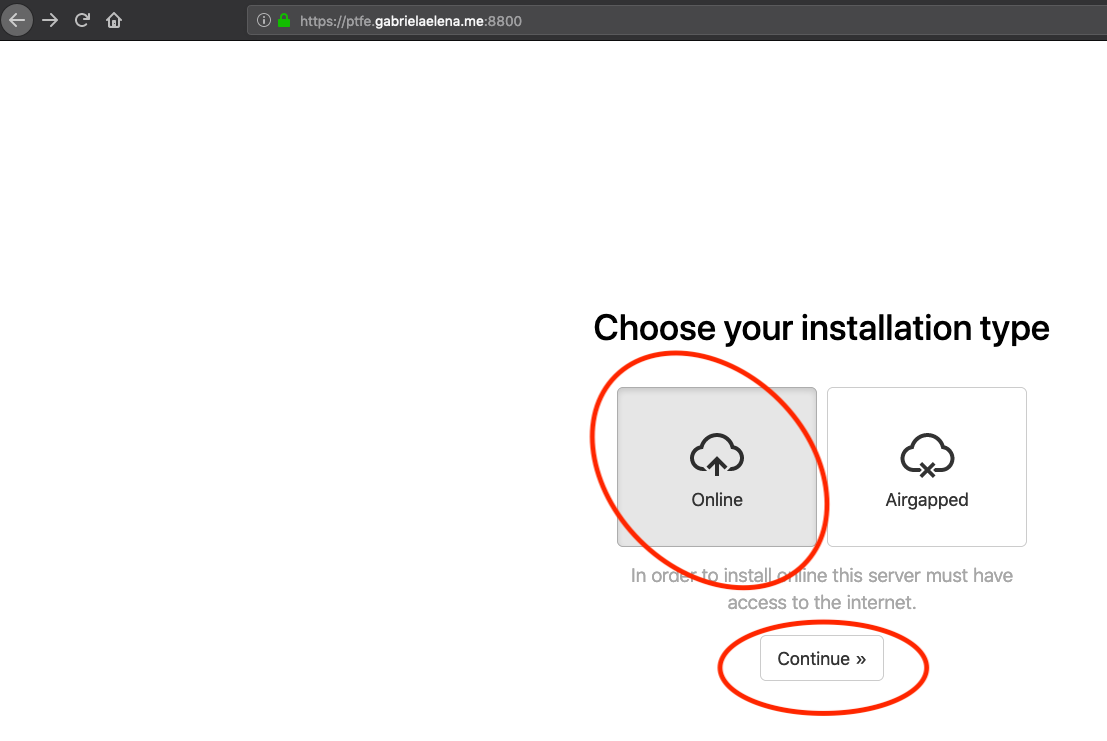 https://ptfe.gabrielaelena.me:8800
Choose your installation type
Online
Airgapped
In order to install online this server must have
access to the internet.
Continue »